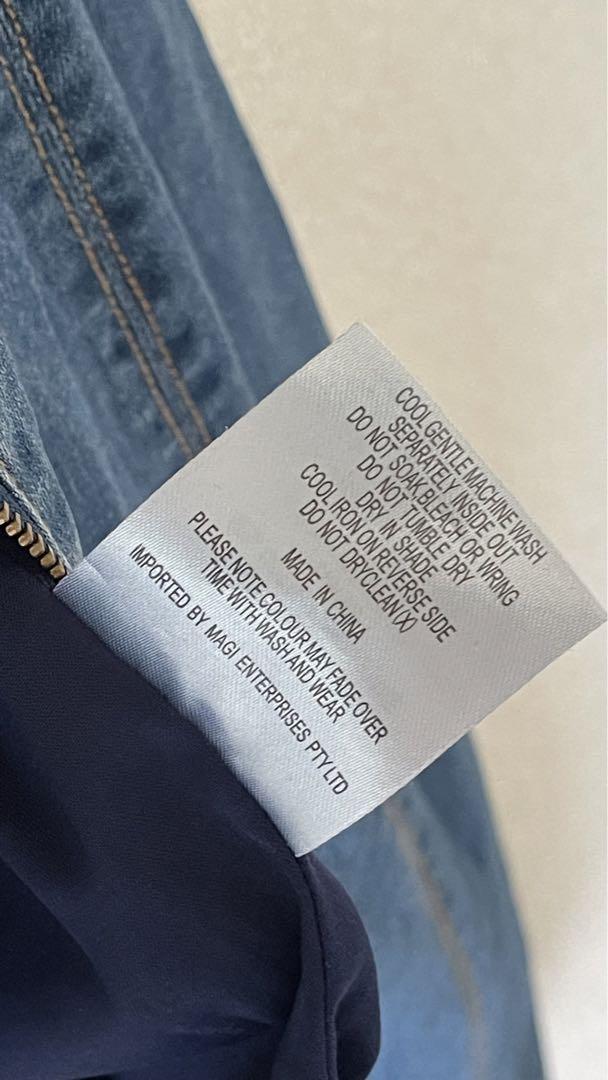 COOL GENTLE MACHINE WASH
SEPARATELY INSIDE OUT
DO NOT SOAK BLEACH OR WRING
DO NOT TUMBLE DRY
DRY IN SHADE
COOL IRON ON REVERSE SIDE
DO NOT DRYCLEAN (X)
MADE IN CHINA
PLEASE NOTE COLOUR MAY FADE OVER
TIME WITH WASH AND WEAR
IMPORTED BY MAGI ENTERPRISES PTY LTD